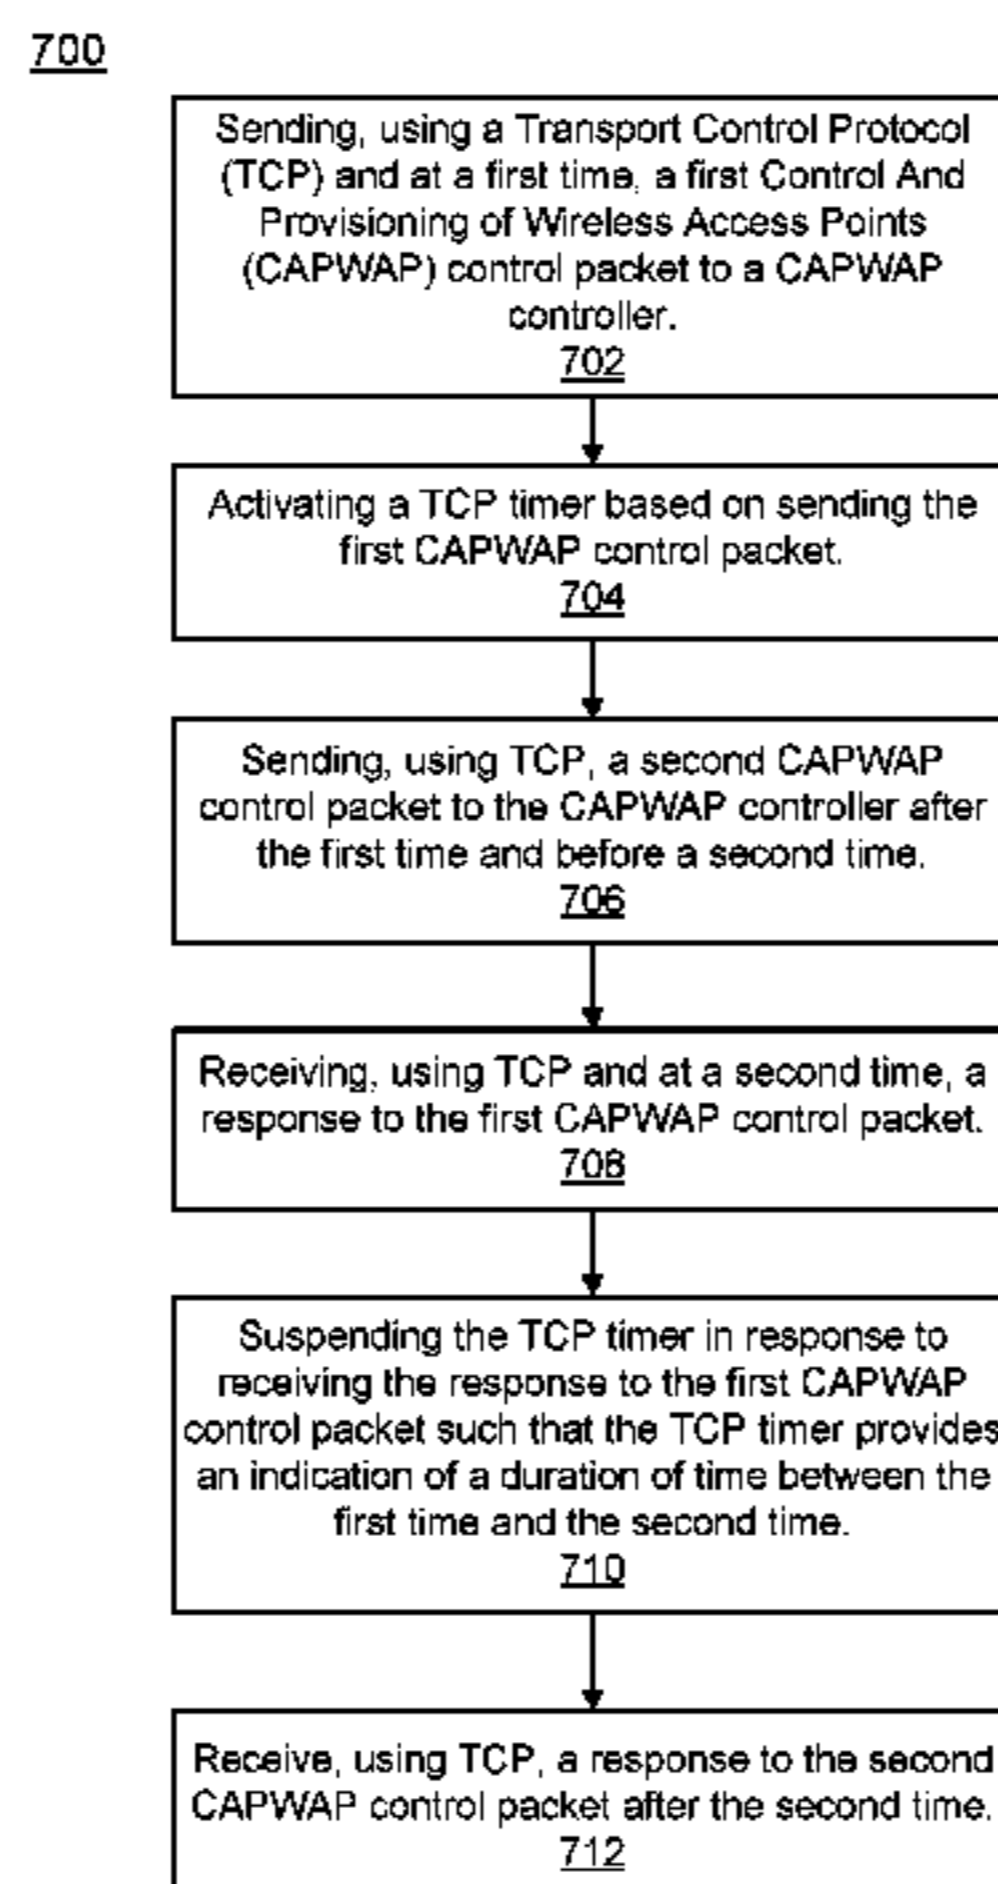 700
Sending, using a Transport Control Protocol
(TCP) and at a first time, a first Control And
Provisioning of Wireless Access Points
(CAPWAP) control packet to a CAPWAP
controller.
702
Activating a TCP timer based on sending the
first CAPWAP control packet.
704
Sending, using TCP, a second CAPWAP
control packet to the CAPWAP controller after
the first time and before a second time.
706
Receiving, using TCP and at a second time, a
response to the first CAPWAP control packet.
708
Suspending the TCP timer in response to
receiving the response to the first CAPWAP
control packet such that the TCP timer provides
an indication of a duration of time between the
first time and the second time.
710
Receive, using TCP, a response to the second
CAPWAP control packet after the second time.
712